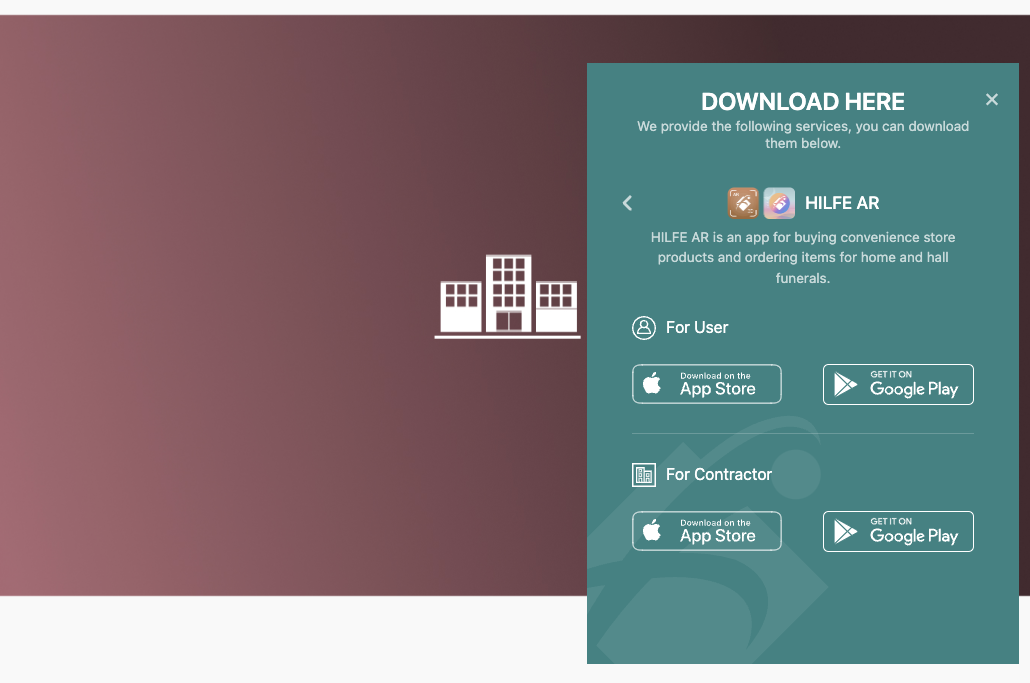 DOWNLOAD HERE
We provide the following services, you can download
them below.
HILFE AR
HILFE AR is an app for buying convenience store
products and ordering items for home and hall
funerals.
For User
Download on the
App Store
GET IT ON
Google Play
For Contractor
Download on the
App Store
GET IT ON
Google Play